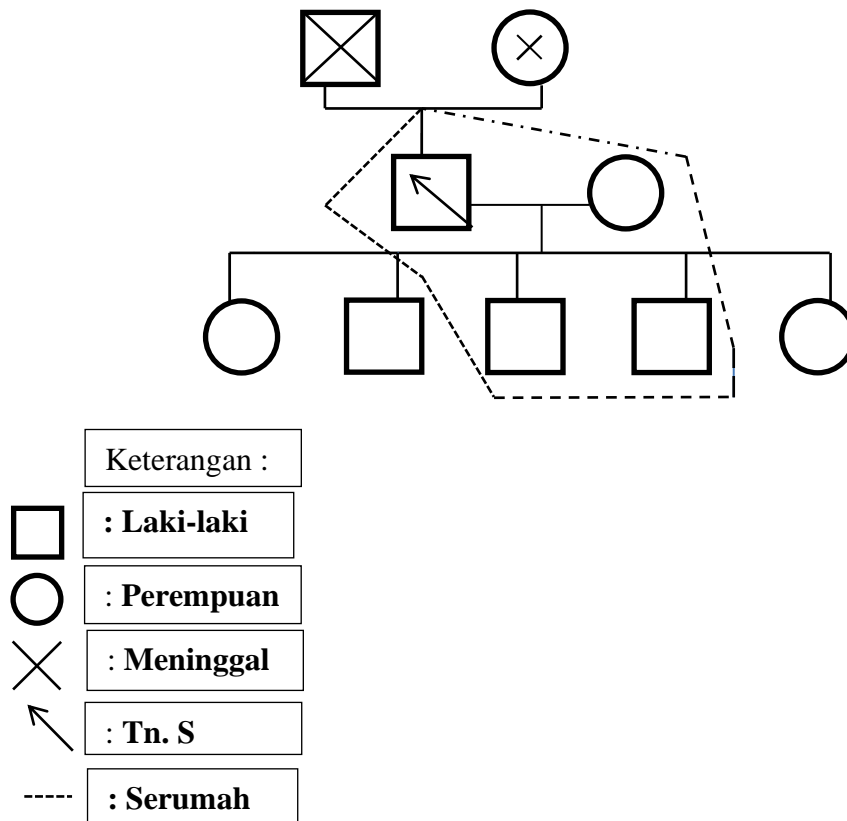 Keterangan :
: Laki-laki
: Perempuan
: Meninggal
: Tn. S
: Serumah